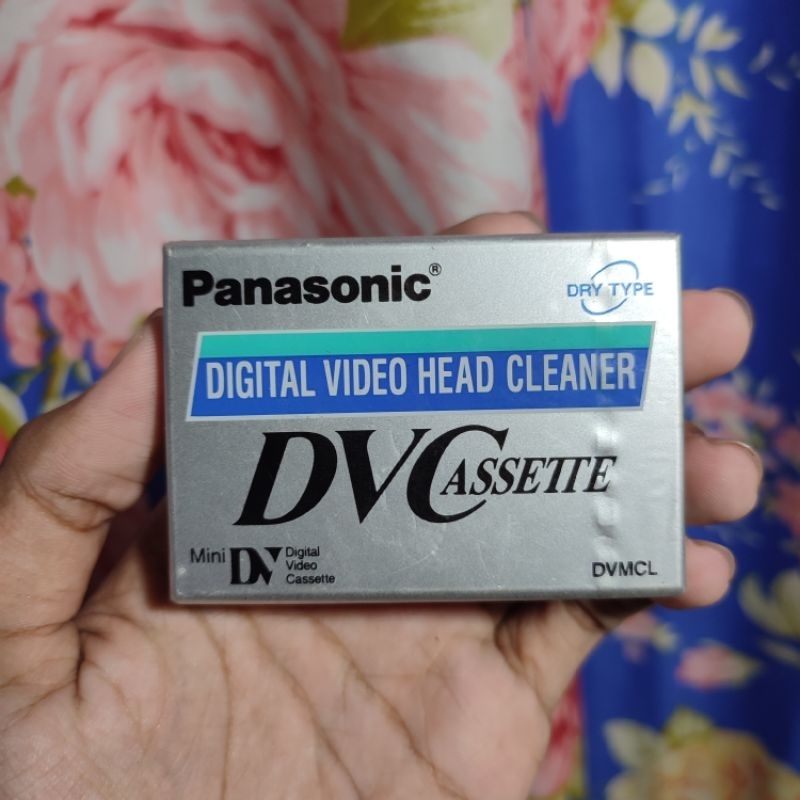 Panasonic®
DRY TYPE
DIGITAL VIDEO HEAD CLEANER
DVCASSETTE
Mini DV Digital
Video
Cassette
DVMCL